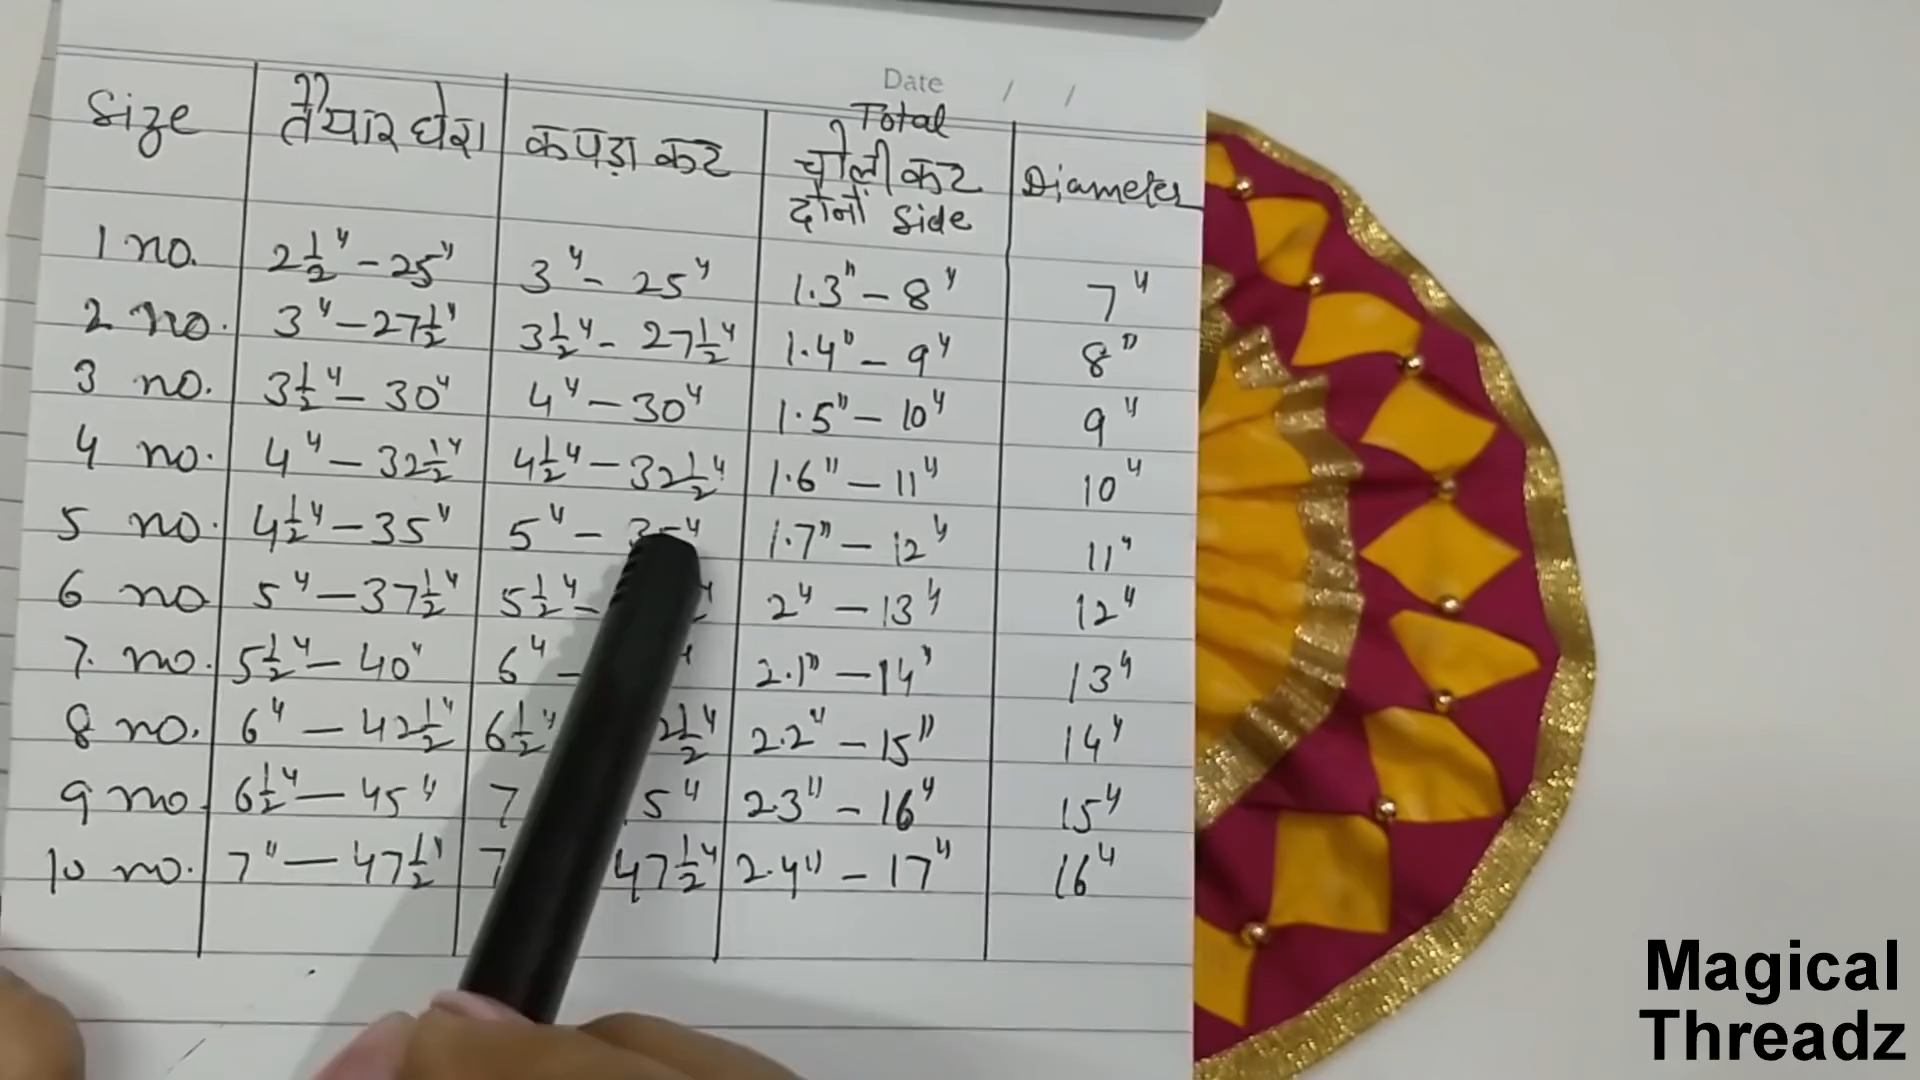 Date / /
Size तैयार घेरा कपड़ा कट Total चोली कट दोनों Side Diameter
1 no. 2½" - 25" 3" - 25" 1.3" - 8" 7"
2 no. 3" - 27½" 3½" - 27½" 1.4" - 9" 8"
3 no. 3½" - 30" 4" - 30" 1.5" - 10" 9"
4 no. 4" - 32½" 4½" - 32½" 1.6" - 11" 10"
5 no. 4½" - 35" 5" - 35" 1.7" - 12" 11"
6 no 5" - 37½" 5½" - 2" - 13" 12"
7. no. 5½" - 40" 6" - 2.1" - 14" 13"
8 no. 6" - 42½" 6½" 2½" 2.2" - 15" 14"
9 no. 6½" - 45" 7 5" 23" - 16" 15"
10 no. 7" - 47½" 7 47½" 2.4" - 17" 16"
Magical
Threadz